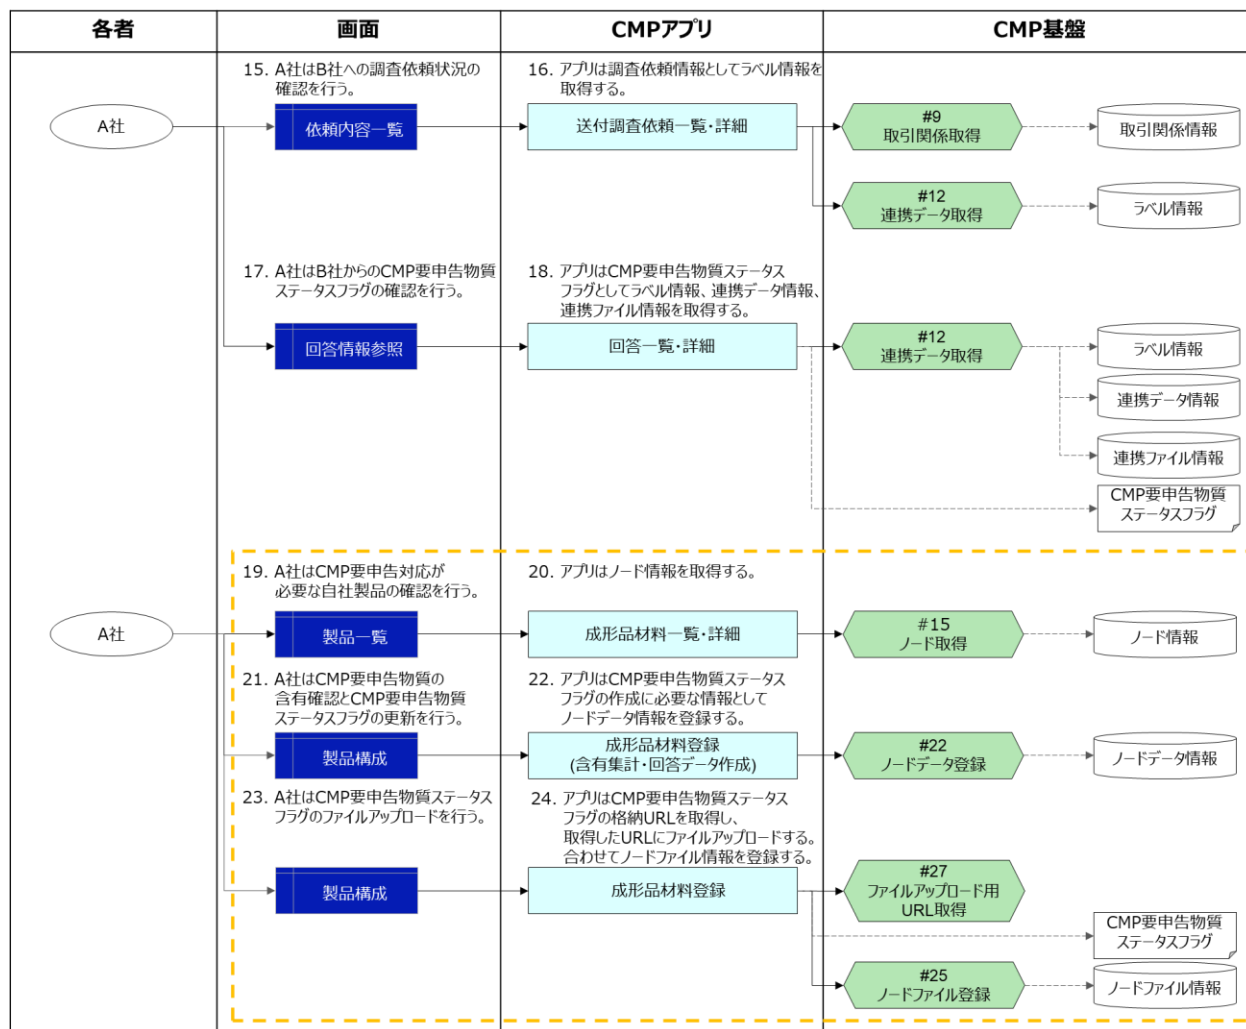 各者
画面
CMPアプリ
CMP基盤
15. A社はB社への調査依頼状況の
確認を行う。
16. アプリは調査依頼情報としてラベル情報を
取得する。
A社
依頼内容一覧
送付調査依頼一覧・詳細
#9
取引関係取得
取引関係情報
#12
連携データ取得
ラベル情報
17. A社はB社からのCMP要申告物質
ステータスフラグの確認を行う。
18. アプリはCMP要申告物質ステータス
フラグとしてラベル情報、連携データ情報、
連携ファイル情報を取得する。
回答情報参照
回答一覧・詳細
#12
連携データ取得
ラベル情報
連携データ情報
連携ファイル情報
CMP要申告物質
ステータスフラグ
19. A社はCMP要申告対応が
必要な自社製品の確認を行う。
20. アプリはノード情報を取得する。
A社
製品一覧
成形品材料一覧・詳細
#15
ノード取得
ノード情報
21. A社はCMP要申告物質の
含有確認とCMP要申告物質
ステータスフラグの更新を行う。
22. アプリはCMP要申告物質ステータス
フラグの作成に必要な情報として
ノードデータ情報を登録する。
製品構成
成形品材料登録
(含有集計・回答データ作成)
#22
ノードデータ登録
ノードデータ情報
23. A社はCMP要申告物質ステータス
フラグのファイルアップロードを行う。
24. アプリはCMP要申告物質ステータス
フラグの格納URLを取得し、
取得したURLにファイルアップロードする。
合わせてノードファイル情報を登録する。
製品構成
成形品材料登録
#27
ファイルアップロード用
URL取得
CMP要申告物質
ステータスフラグ
#25
ノードファイル登録
ノードファイル情報